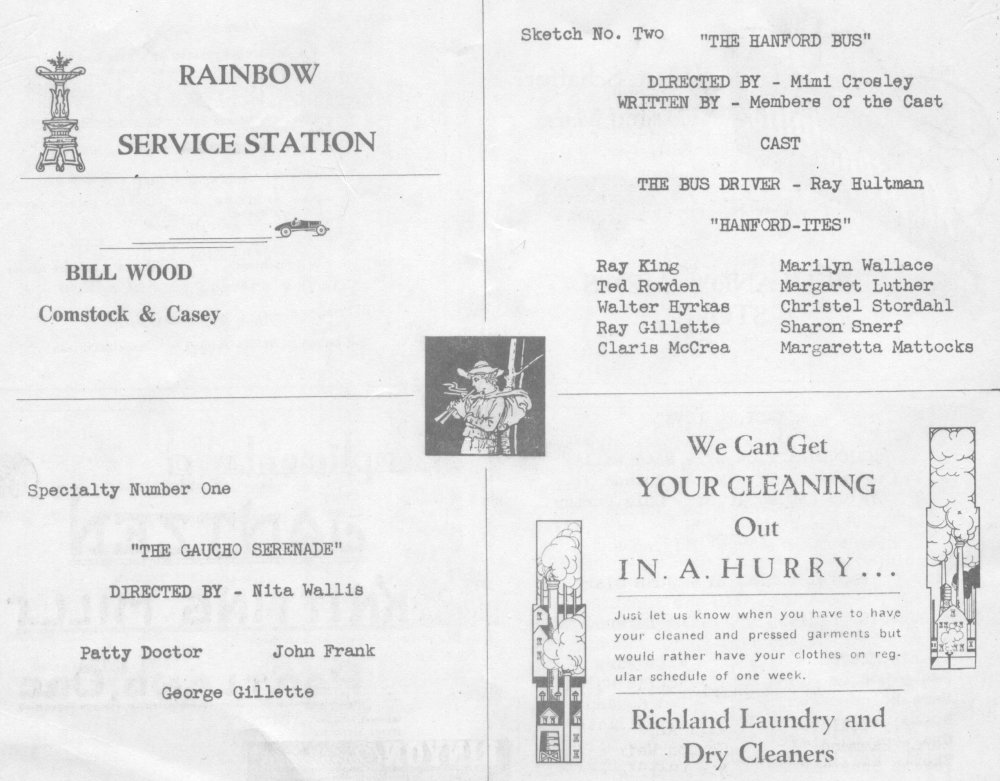 RAINBOW
SERVICE STATION
BILL WOOD
Comstock & Casey
Specialty Number One
"THE GAUCHO SERENADE"
DIRECTED BY - Nita Wallis
Patty Doctor John Frank
George Gillette
Sketch No. Two "THE HANFORD BUS"
DIRECTED BY - Mimi Crosley
WRITTEN BY - Members of the Cast
CAST
THE BUS DRIVER - Ray Hultman
"HANFORD-ITES"
Ray King Marilyn Wallace
Ted Rowden Margaret Luther
Walter Hyrkas Christel Stordahl
Ray Gillette Sharon Snerf
Claris McCrea Margaretta Mattocks
We Can Get
YOUR CLEANING
Out
IN. A. HURRY...
Just let us know when you have to have
your cleaned and pressed garments but
would rather have your clothes on reg-
ular schedule of one week.
Richland Laundry and
Dry Cleaners